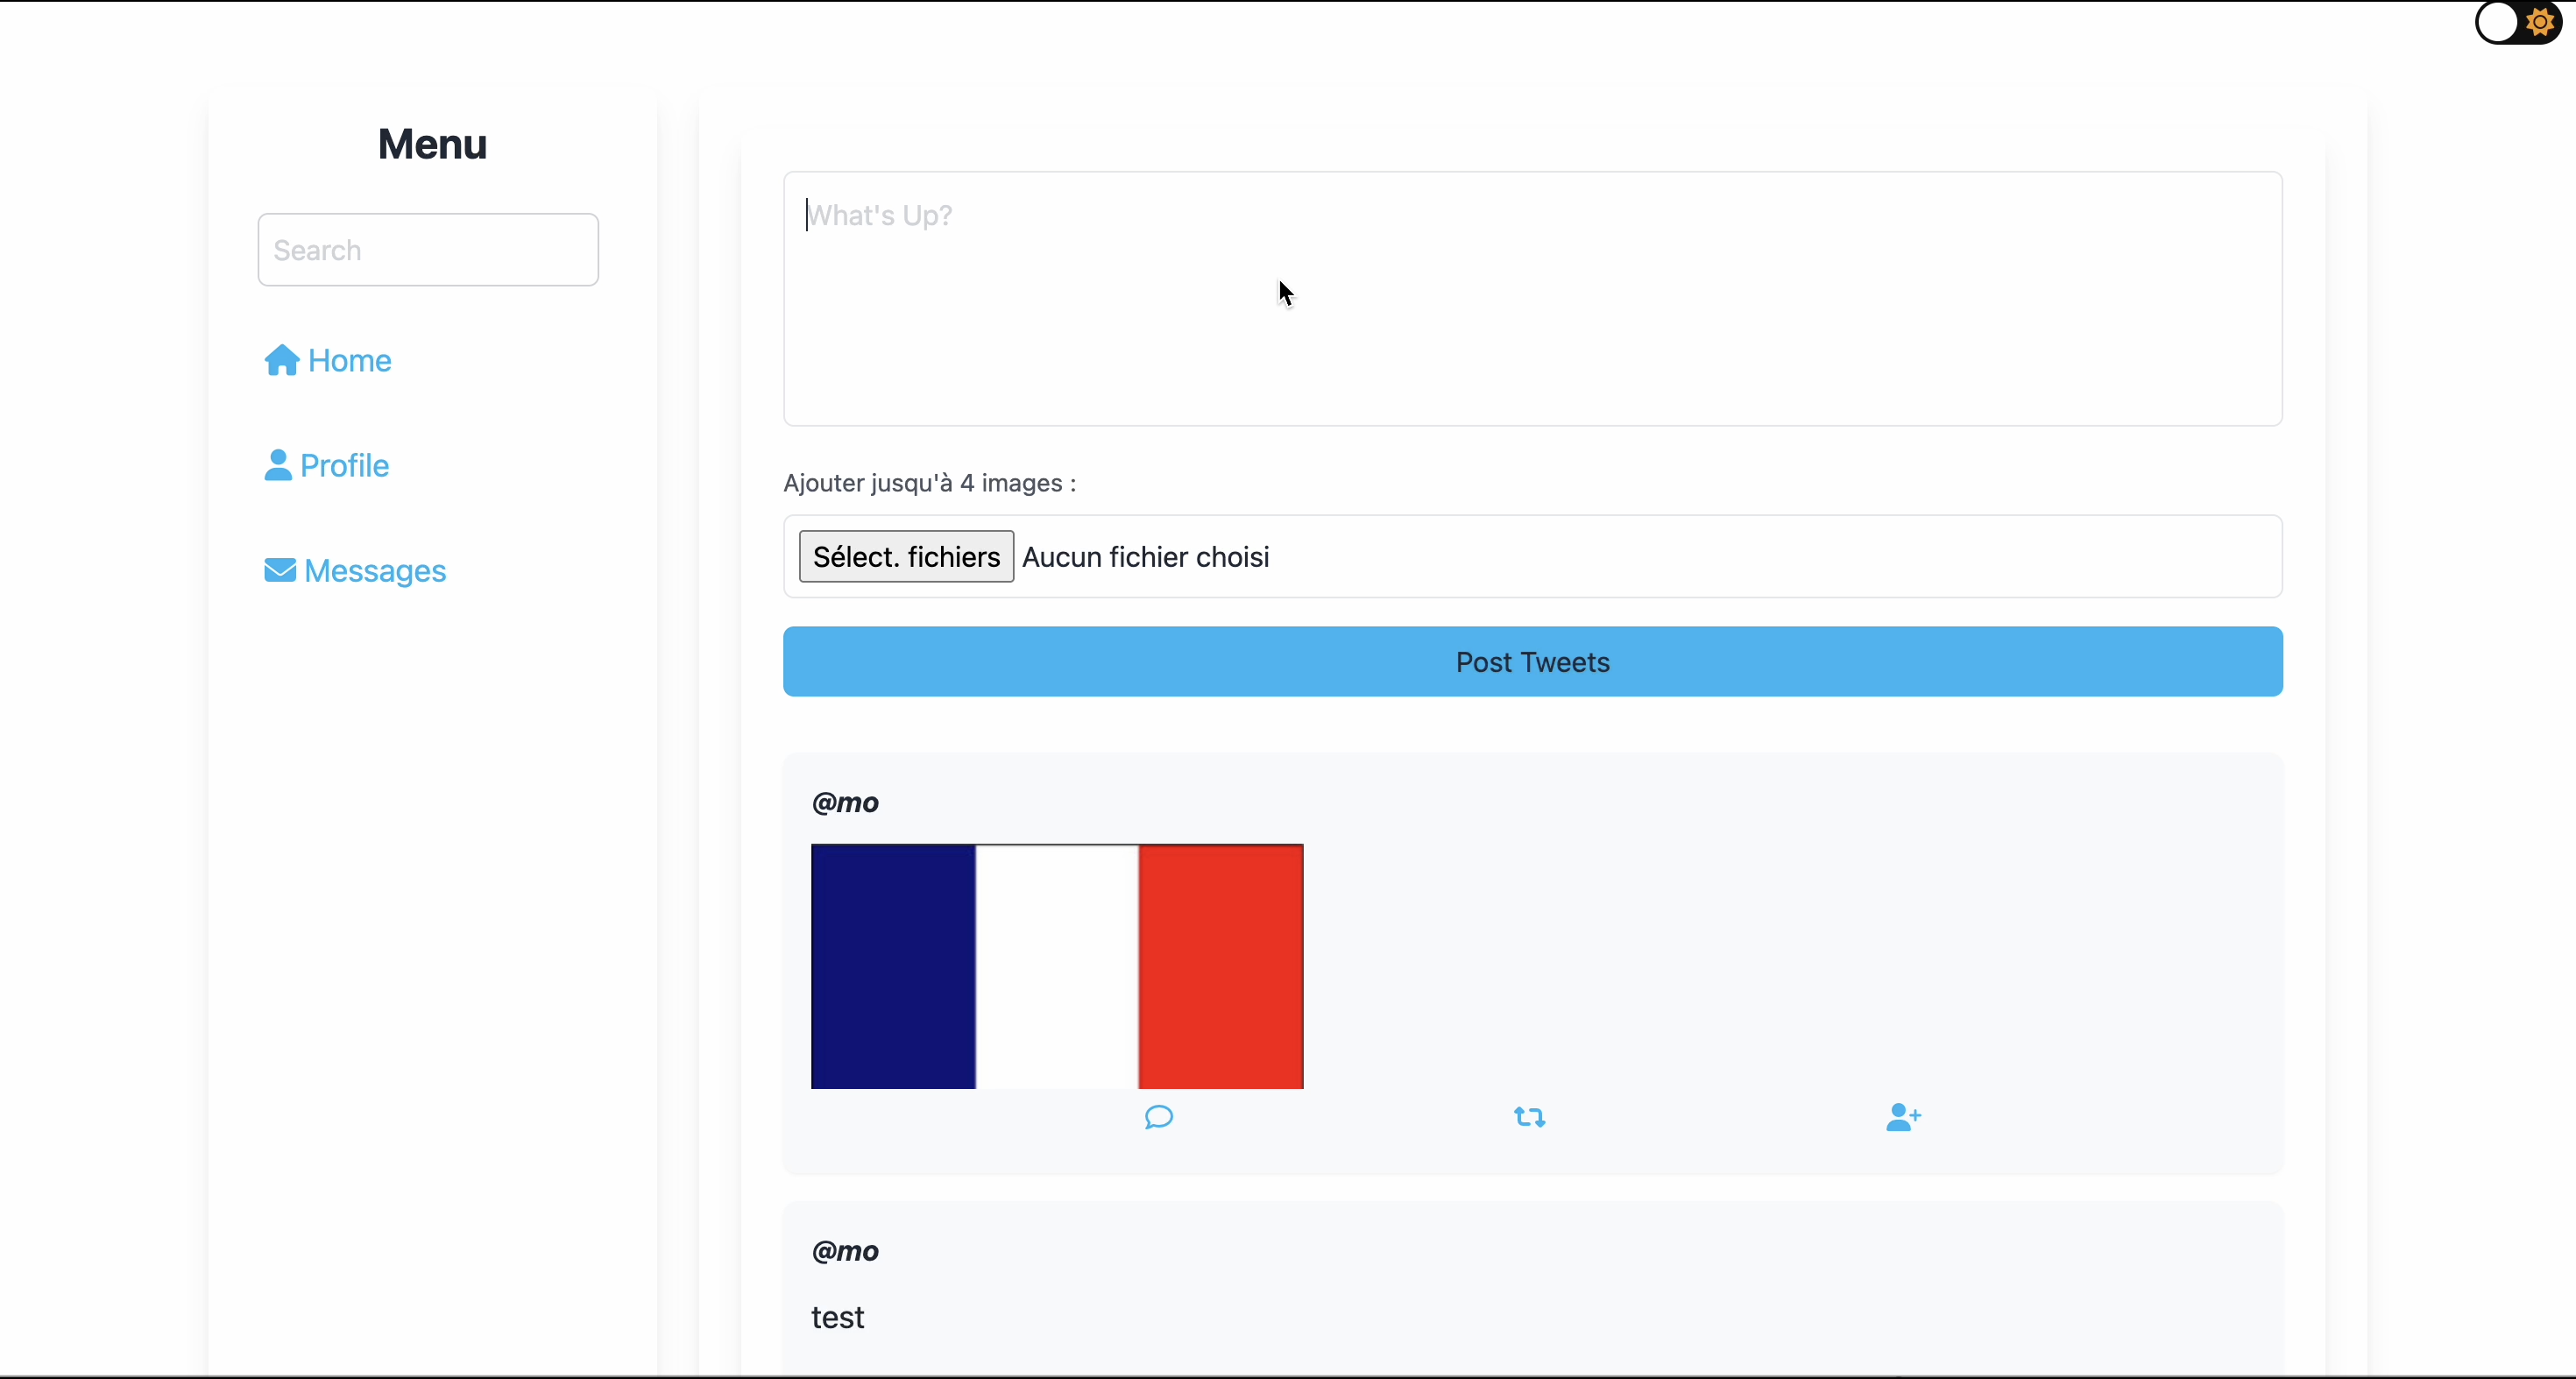 Menu
Search
Home
Profile
Messages
What's Up?
Ajouter jusqu'à 4 images :
Sélect. fichiers Aucun fichier choisi
Post Tweets
@mo
@mo
test